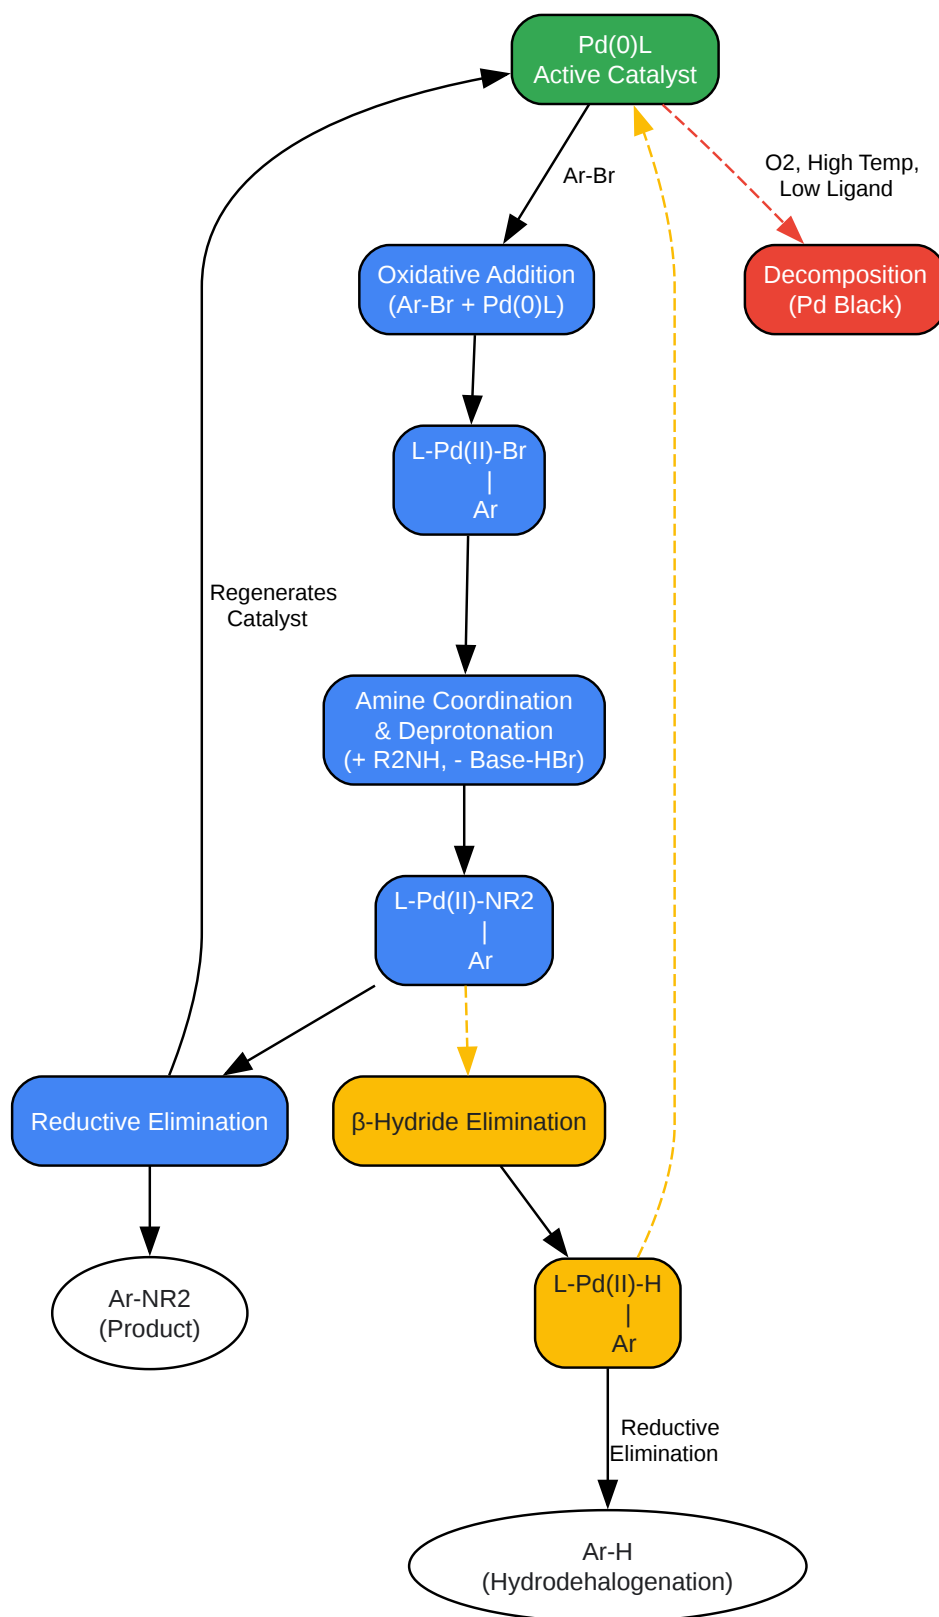 Pd(0)L
Active Catalyst
Ar-Br
O2, High Temp,
Low Ligand
Oxidative Addition
(Ar-Br + Pd(0)L)
Decomposition
(Pd Black)
L-Pd(II)-Br
|
Ar
Regenerates
Catalyst
Amine Coordination
& Deprotonation
(+ R2NH, - Base-HBr)
L-Pd(II)-NR2
|
Ar
Reductive Elimination
β-Hydride Elimination
Ar-NR2
(Product)
L-Pd(II)-H
|
Ar
Reductive
Elimination
Ar-H
(Hydrodehalogenation)